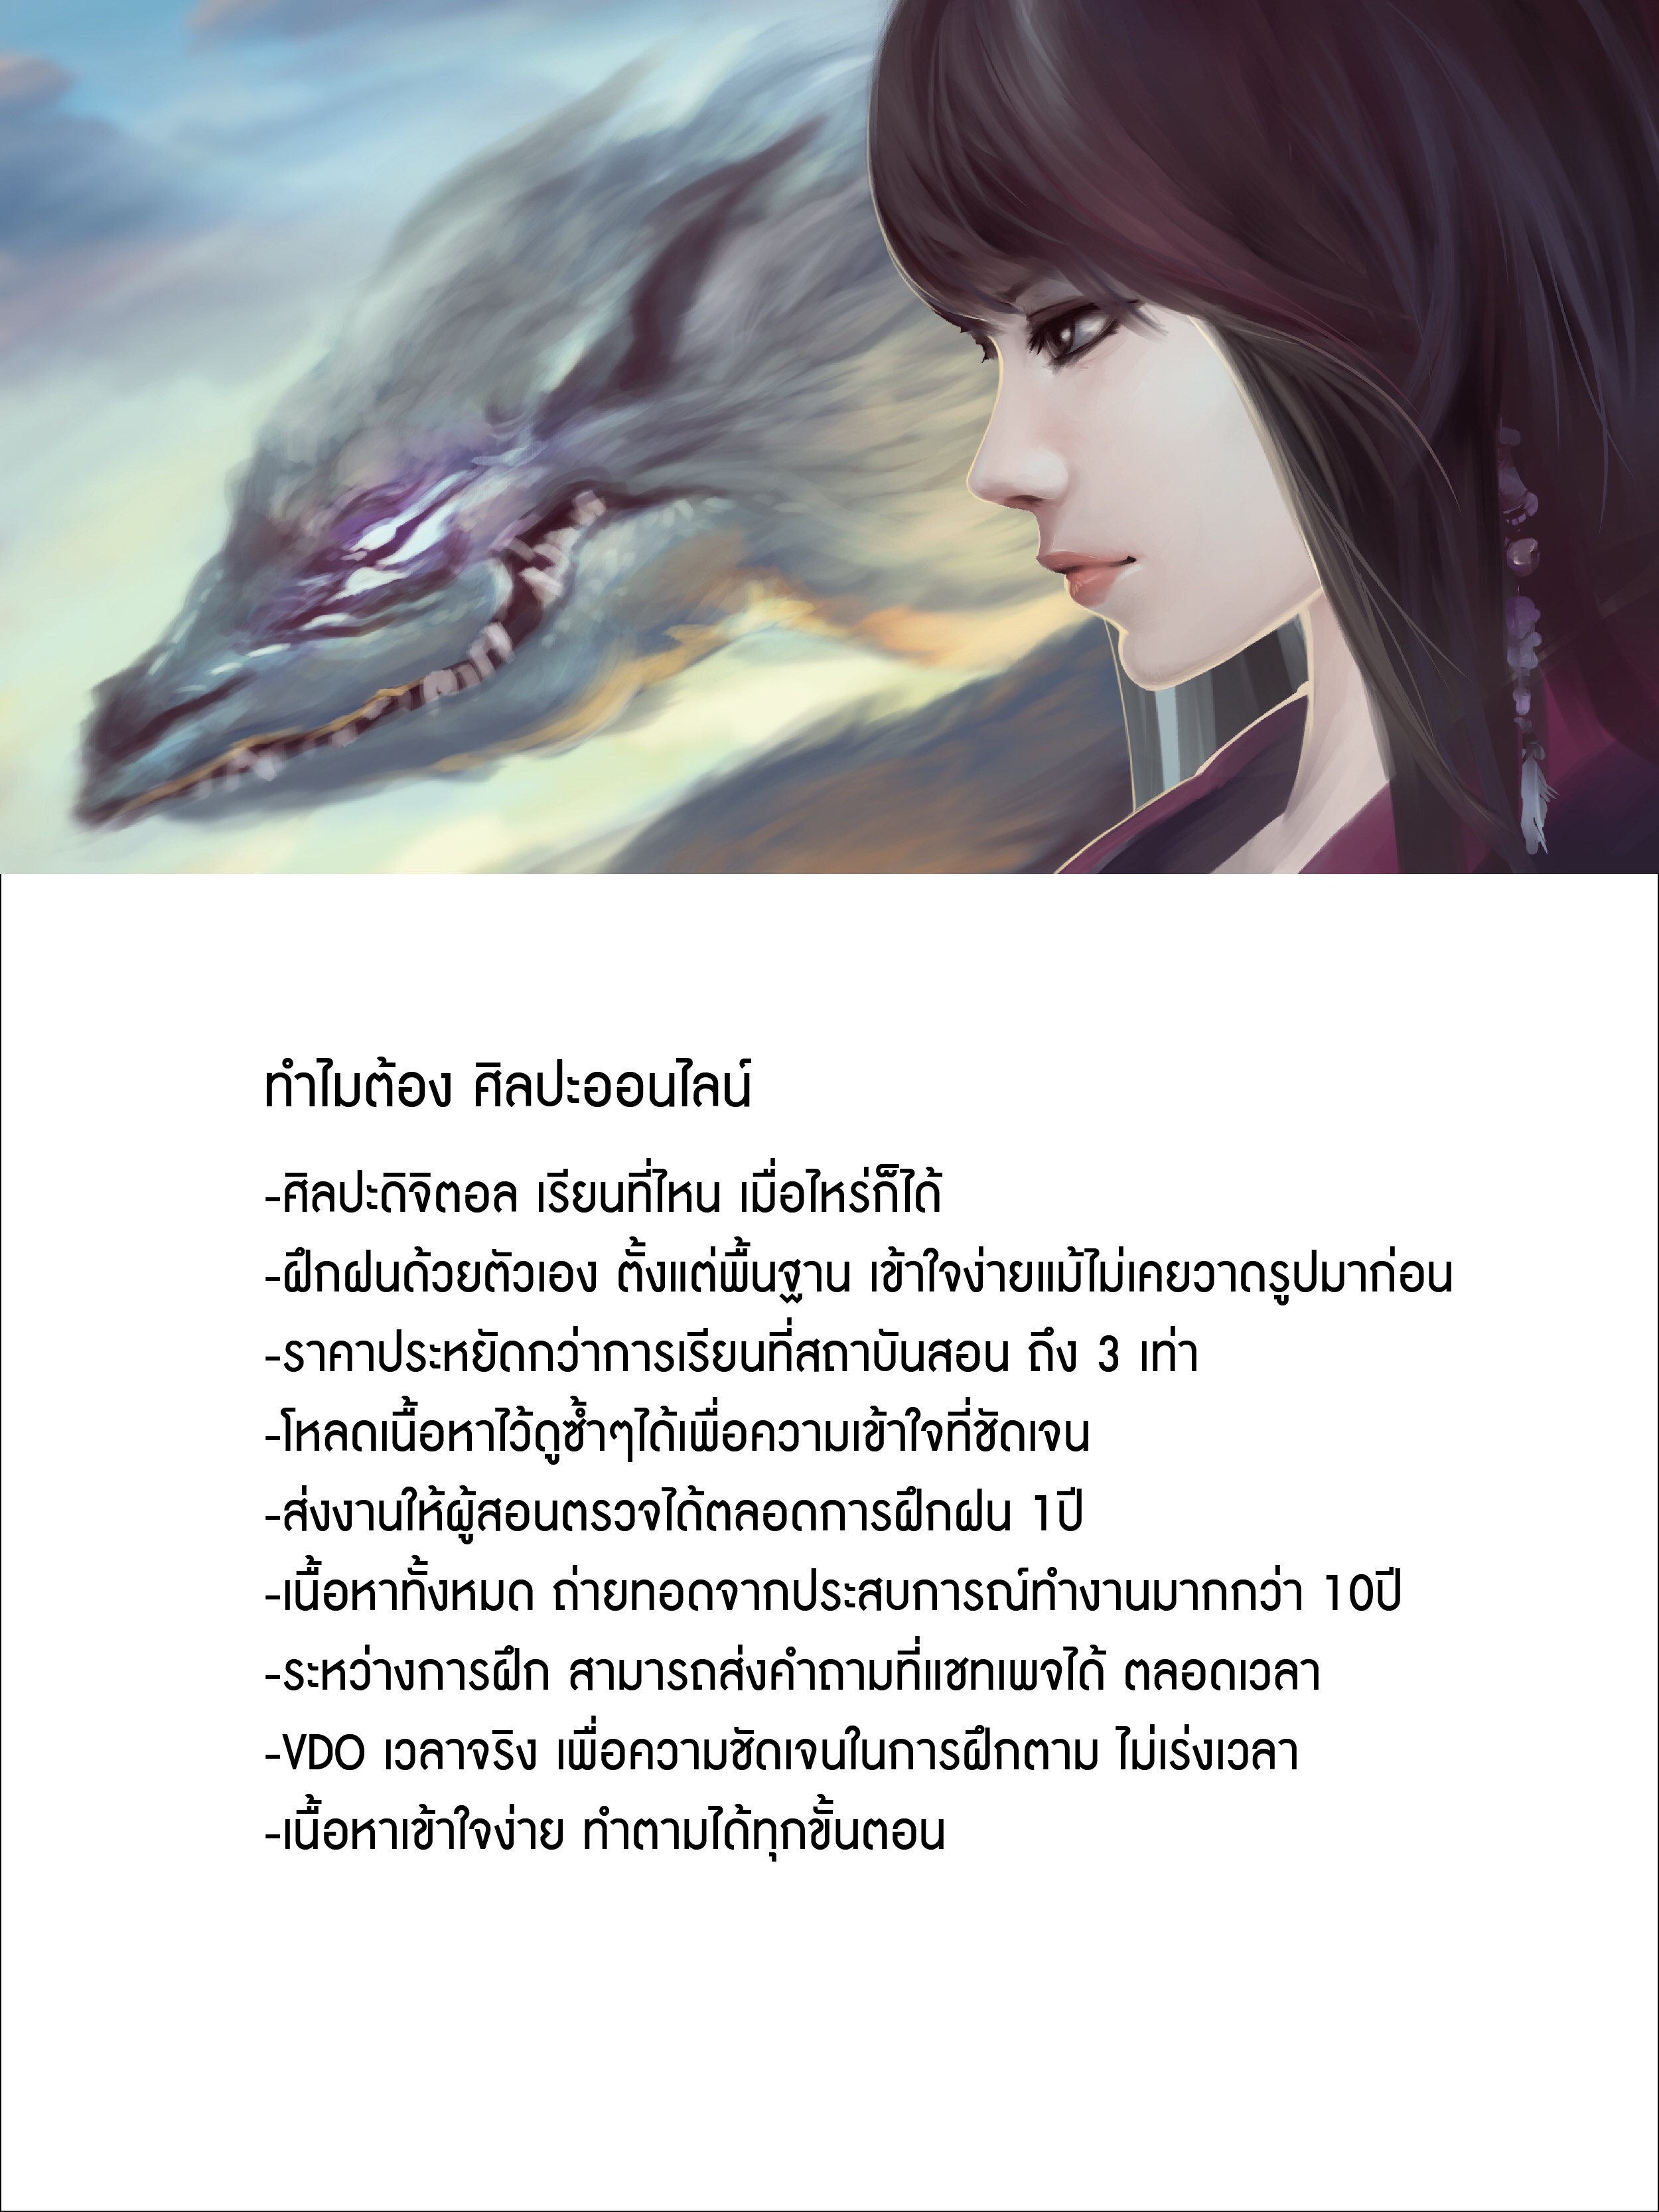 ทำไมต้อง ศิลปะออนไลน์
-ศิลปะดิจิตอล เรียนที่ไหน เมื่อไหร่ก็ได้
-ฝึกฝนด้วยตัวเอง ตั้งแต่พื้นฐาน เข้าใจง่ายแม้ไม่เคยวาดรูปมาก่อน
-ราคาประหยัดกว่าการเรียนที่สถาบันสอน ถึง 3 เท่า
-โหลดเนื้อหาไว้ดูซ้ำๆได้เพื่อความเข้าใจที่ชัดเจน
-ส่งงานให้ผู้สอนตรวจได้ตลอดการฝึกฝน 1ปี
-เนื้อหาทั้งหมด ถ่ายทอดจากประสบการณ์ทำงานมากกว่า 10ปี
-ระหว่างการฝึก สามารถส่งคำถามที่แชทเพจได้ ตลอดเวลา
-VDO เวลาจริง เพื่อความชัดเจนในการฝึกตาม ไม่เร่งเวลา
-เนื้อหาเข้าใจง่าย ทำตามได้ทุกขั้นตอน